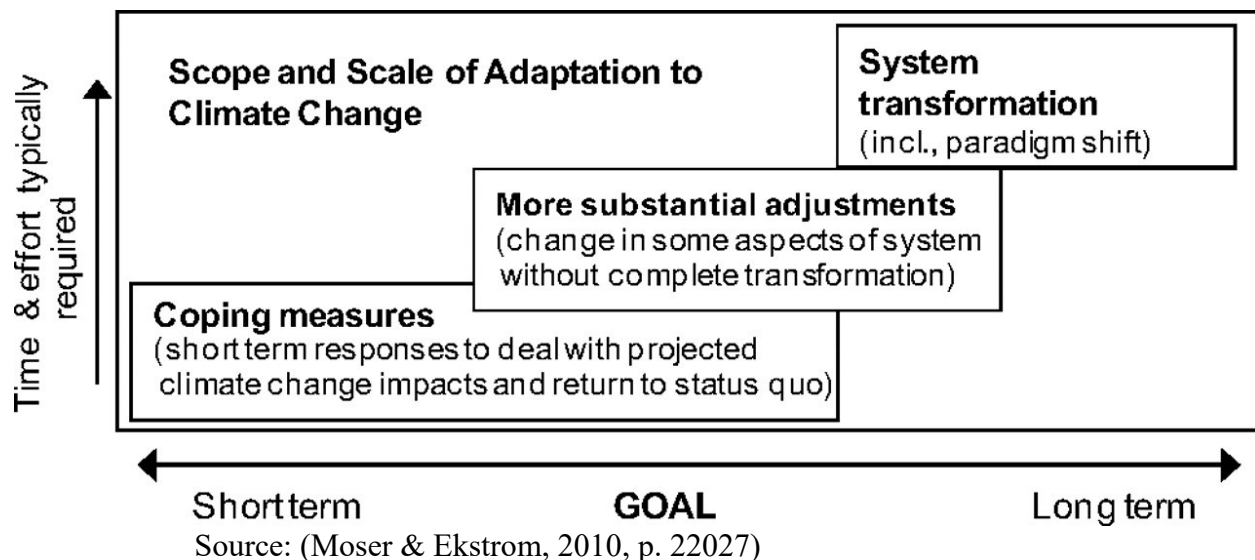 Scope and Scale of Adaptation to
Climate Change
System
transformation
(incl., paradigm shift)
More substantial adjustments
(change in some aspects of system
without complete transformation)
Coping measures
(short term responses to deal with projected
climate change impacts and return to status quo)
Time & effort typically
required
Short term GOAL Long term
Source: (Moser & Ekstrom, 2010, p. 22027)